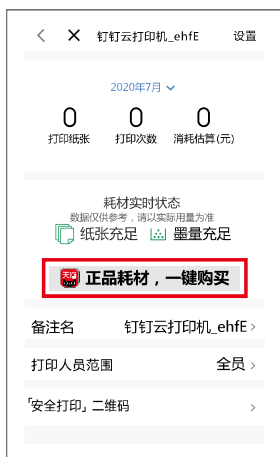 钉钉云打印机_ehfE 设置
2020年7月
0 0 0
打印纸张 打印次数 消耗估算(元)
耗材实时状态
数据仅供参考，请以实际用量为准
纸张充足 墨量充足
天猫 正品耗材，一键购买
备注名 钉钉云打印机_ehfE
打印人员范围 全员
「安全打印」二维码